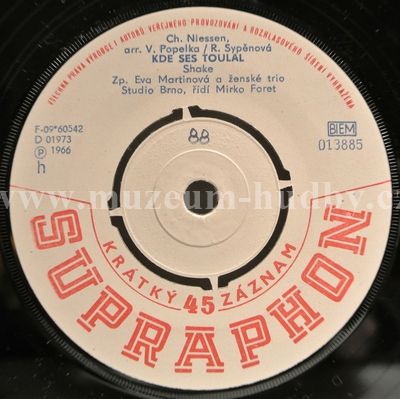 VŠECHNA PRÁVA VÝROBCE I AUTORŮ VEŘEJNÉHO PROVOZOVÁNÍ A ROZHLASOVÉHO ŠÍŘENÍ VYHRAŽENA
Ch. Niessen,
arr. V. Popelka / R. Sypěnová
KDE SES TOULAL
Shake
Zp. Eva Martinová a ženské trio
Studio Brno, řídí Mirko Foret
F-09*60542
D 01973
Ⓟ 1966
h
88
BIEM
013885
www.muzeum-hudby.cz
KRÁTKÝ 45 ZÁZNAM
SUPRAPHON